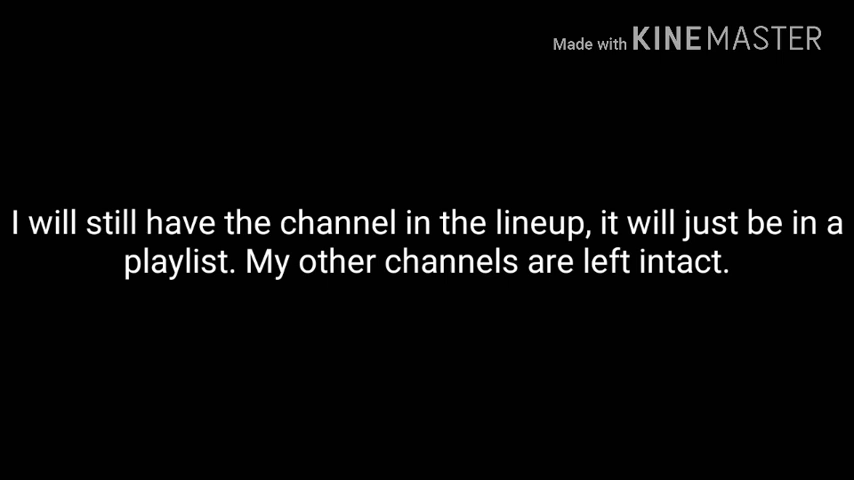 Made with KINEMASTER
I will still have the channel in the lineup, it will just be in a
playlist. My other channels are left intact.